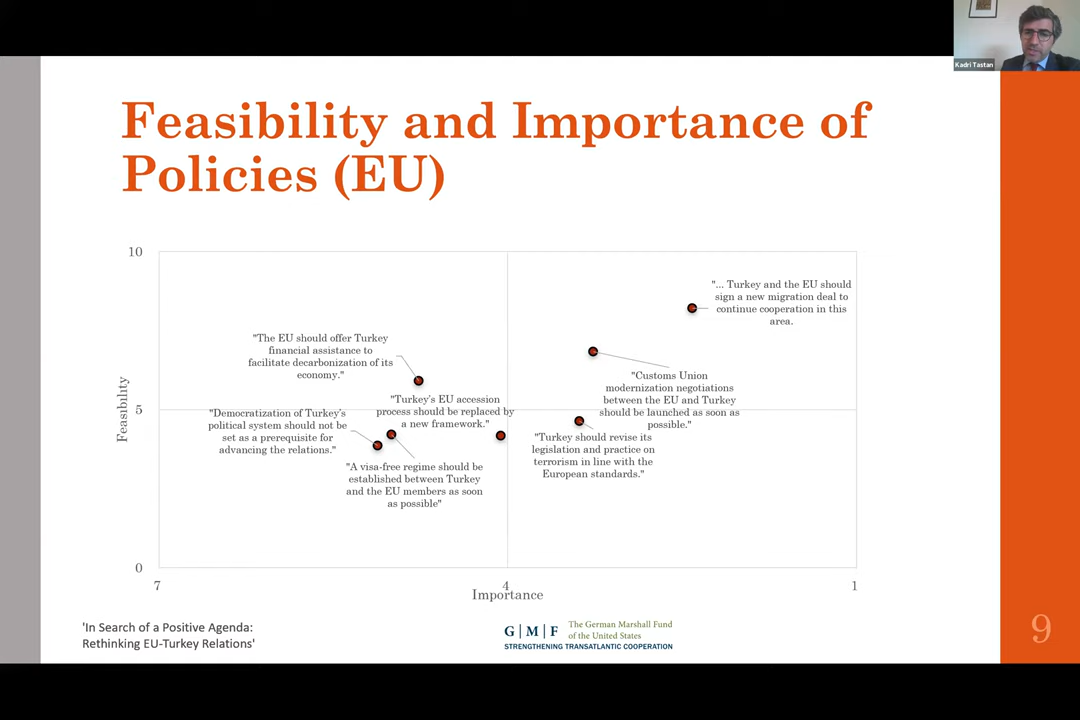 Kadri Tastan
Feasibility and Importance of
Policies (EU)
10
"... Turkey and the EU should
sign a new migration deal to
continue cooperation in this
area.
"The EU should offer Turkey
financial assistance to
facilitate decarbonization of its
economy."
"Customs Union
modernization negotiations
between the EU and Turkey
should be launched as soon as
possible."
Feasibility
5
"Turkey's EU accession
process should be replaced by
a new framework."
"Democratization of Turkey's
political system should not be
set as a prerequisite for
advancing the relations."
"Turkey should revise its
legislation and practice on
terrorism in line with the
European standards."
"A visa-free regime should be
established between Turkey
and the EU members as soon
as possible"
0
7
4
1
Importance
'In Search of a Positive Agenda:
Rethinking EU-Turkey Relations'
G | M | F
The German Marshall Fund
of the United States
STRENGTHENING TRANSATLANTIC COOPERATION
9